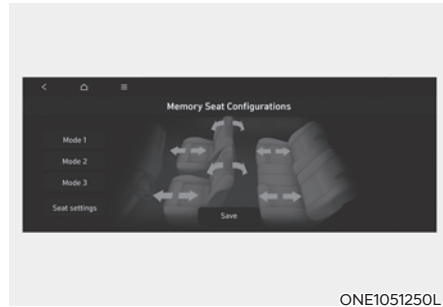 Memory Seat Configurations
Mode 1
Mode 2
Mode 3
Seat settings
Save
ONE1051250L